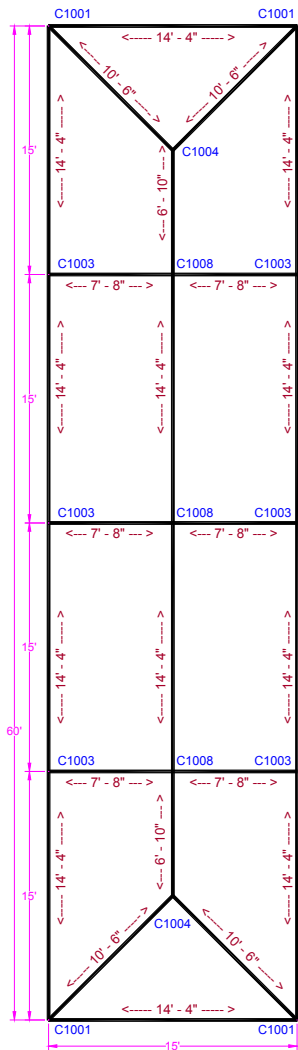 C1001 C1001
<----- 14' - 4" ----->
<---- 10' - 6" ---->
<---- 10' - 6" ---->
<----- 14' - 4" ----->
<----- 14' - 4" ----->
15'
C1004
<---- 6' - 10" ---->
C1003 C1008 C1003
<--- 7' - 8" --- > <--- 7' - 8" --- >
<----- 14' - 4" ----->
<----- 14' - 4" ----->
<----- 14' - 4" ----->
15'
C1003 C1008 C1003
<--- 7' - 8" --- > <--- 7' - 8" --- >
<----- 14' - 4" ----->
<----- 14' - 4" ----->
<----- 14' - 4" ----->
15'
60'
C1003 C1008 C1003
<--- 7' - 8" --- > <--- 7' - 8" --- >
<----- 14' - 4" ----->
<---- 6' - 10" ---->
<----- 14' - 4" ----->
15'
C1004
<---- 10' - 6" ---->
<---- 10' - 6" ---->
<----- 14' - 4" ----->
C1001 C1001
15'